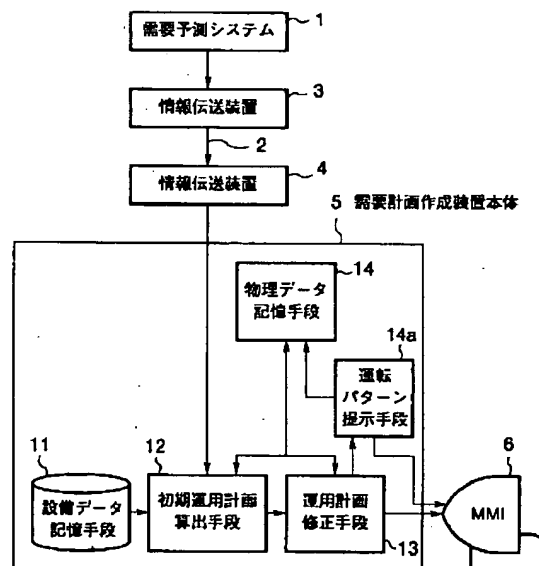 需要予測システム
1
情報伝送装置
3
2
情報伝送装置
4
5 需要計画作成装置本体
物理データ
記憶手段
14
運転
パターン
提示手段
14a
設備データ
記憶手段
11
初期運用計画
算出手段
12
運用計画
修正手段
13
MMI
6